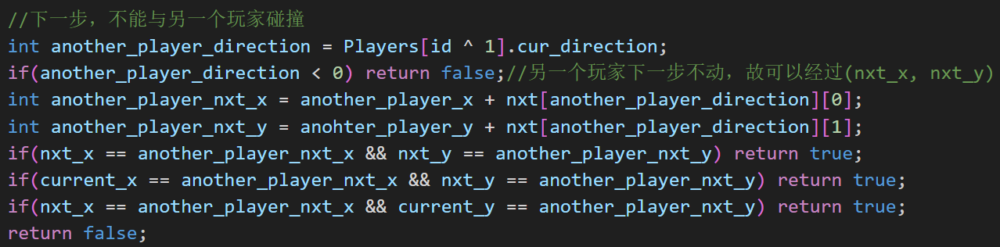 //下一步，不能与另一个玩家碰撞
int another_player_direction = Players[id ^ 1].cur_direction;
if(another_player_direction < 0) return false;//另一个玩家下一步不动，故可以经过(nxt_x, nxt_y)
int another_player_nxt_x = another_player_x + nxt[another_player_direction][0];
int another_player_nxt_y = anohter_player_y + nxt[another_player_direction][1];
if(nxt_x == another_player_nxt_x && nxt_y == another_player_nxt_y) return true;
if(current_x == another_player_nxt_x && nxt_y == another_player_nxt_y) return true;
if(nxt_x == another_player_nxt_x && current_y == another_player_nxt_y) return true;
return false;